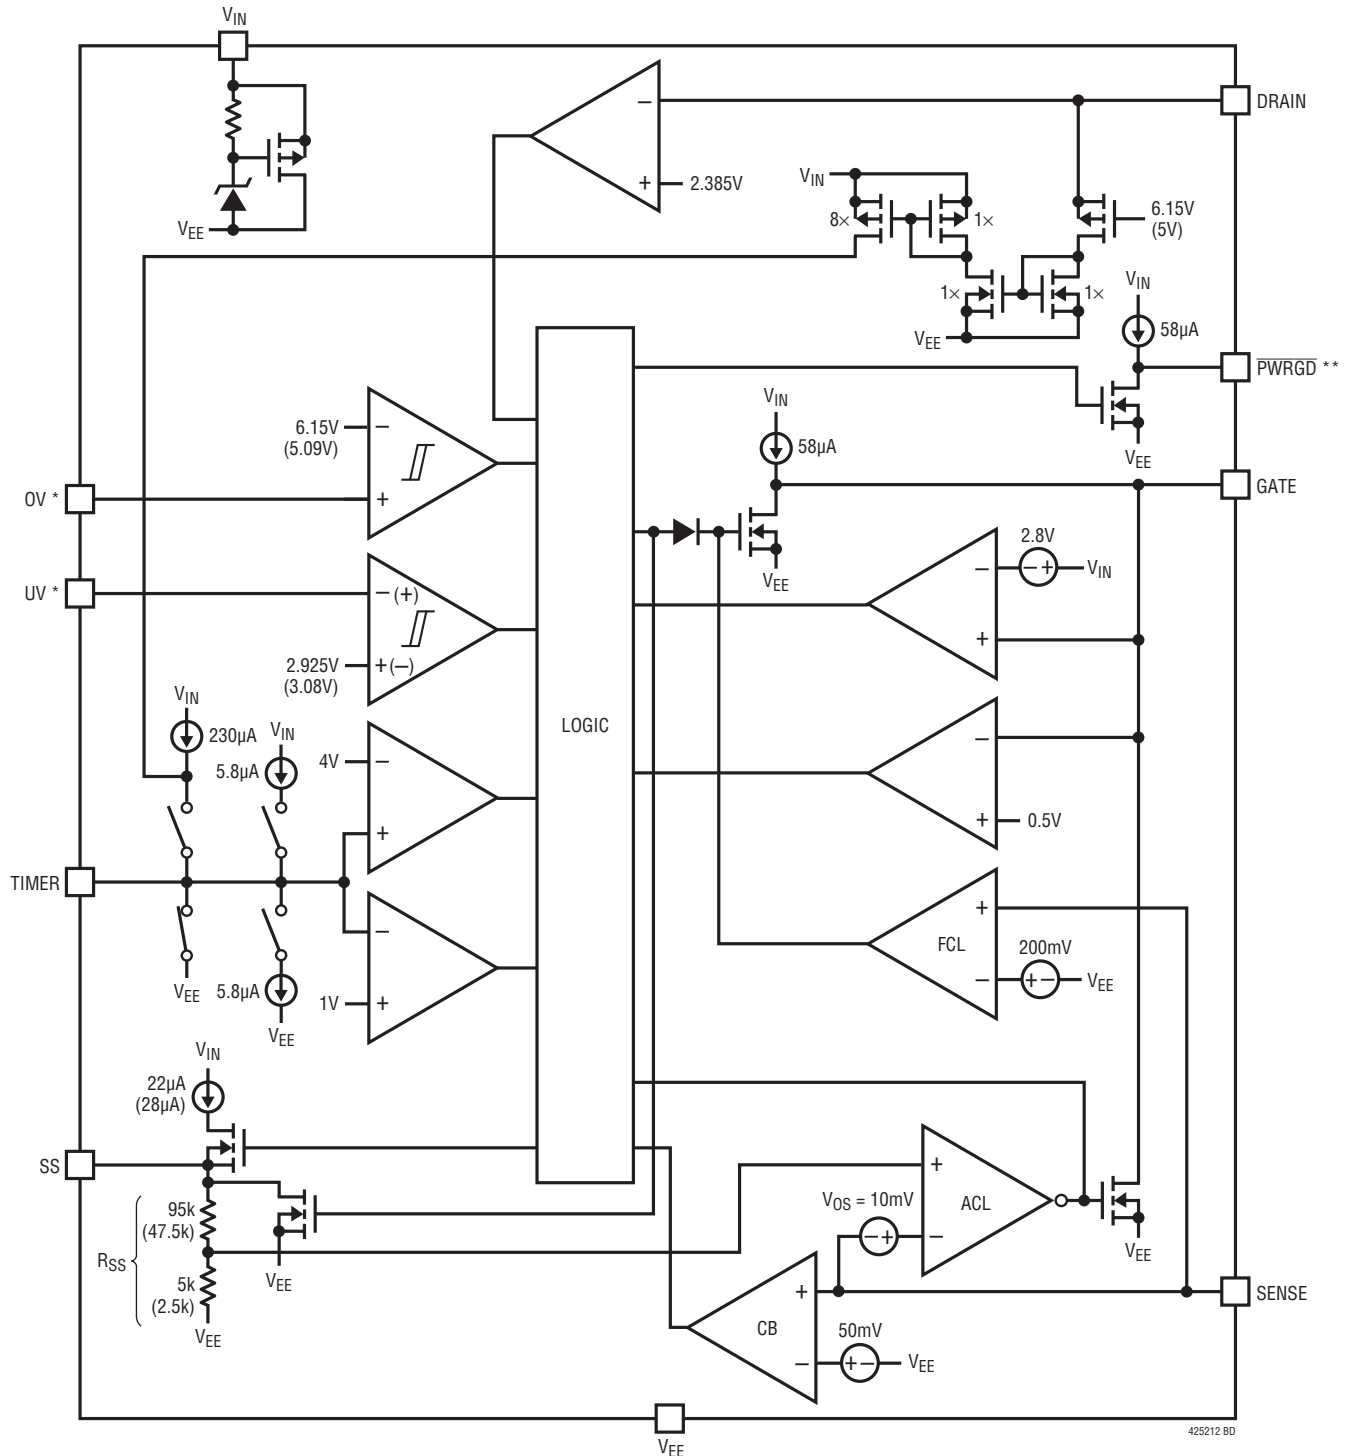 VIN
DRAIN
−
+
2.385V
VIN
8×
1×
6.15V
(5V)
VEE
1×
1×
VIN
58µA
VEE
PWRGD **
VEE
VIN
58µA
GATE
VEE
6.15V
(5.09V)
−
+
OV *
UV *
− (+)
2.925V
(3.08V)
+ (−)
2.8V
− +
VIN
−
+
LOGIC
VIN
230µA
VIN
5.8µA
4V
−
+
−
+
0.5V
TIMER
−
1V
+
VEE
5.8µA
VEE
+
FCL
−
200mV
+ −
VEE
VIN
22µA
(28µA)
SS
95k
(47.5k)
RSS
5k
(2.5k)
VEE
VEE
+
VOS = 10mV
− +
−
ACL
VEE
+
CB
−
50mV
+ −
VEE
SENSE
VEE
425212 BD